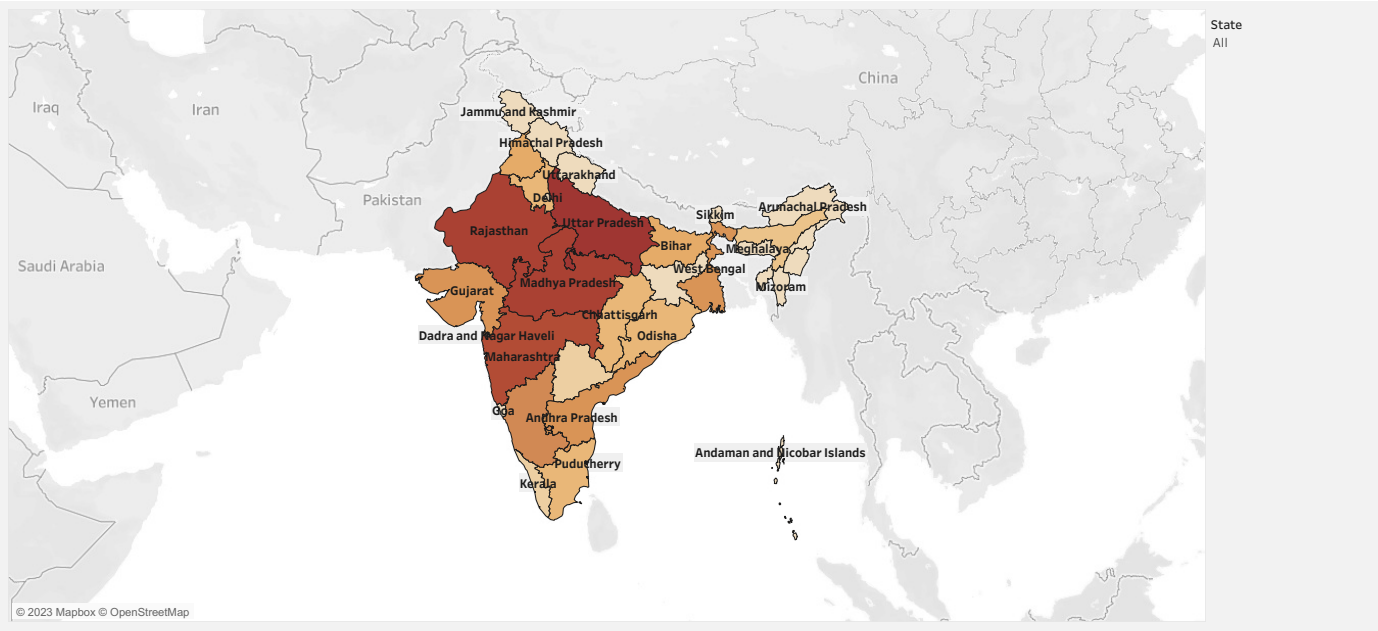 State
All
China
Iraq
Iran
Jammu and Kashmir
Himachal Pradesh
Uttarakhand
Pakistan
Delhi
Arunachal Pradesh
Sikkim
Uttar Pradesh
Rajasthan
Bihar
Meghalaya
Saudi Arabia
West Bengal
Madhya Pradesh
Mizoram
Gujarat
Chhattisgarh
Dadra and Nagar Haveli
Odisha
Maharashtra
Yemen
Goa
Andhra Pradesh
Andaman and Nicobar Islands
Puducherry
Kerala
© 2023 Mapbox © OpenStreetMap